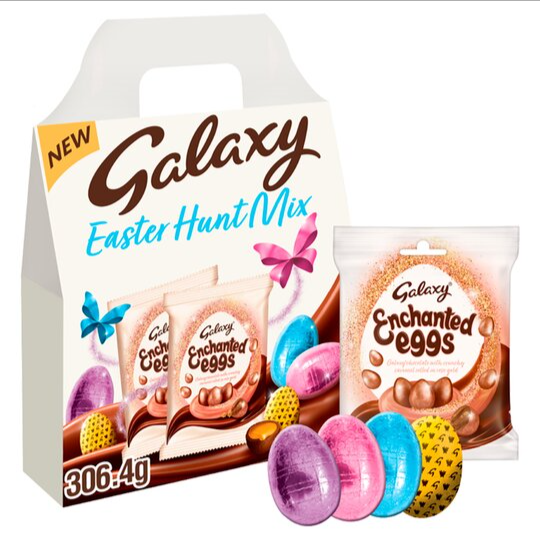 NEW
Galaxy
Easter Hunt Mix
Galaxy
Enchanted
eggs
Galaxy
Enchanted
eggs
306.4g
Galaxy
Enchanted
eggs